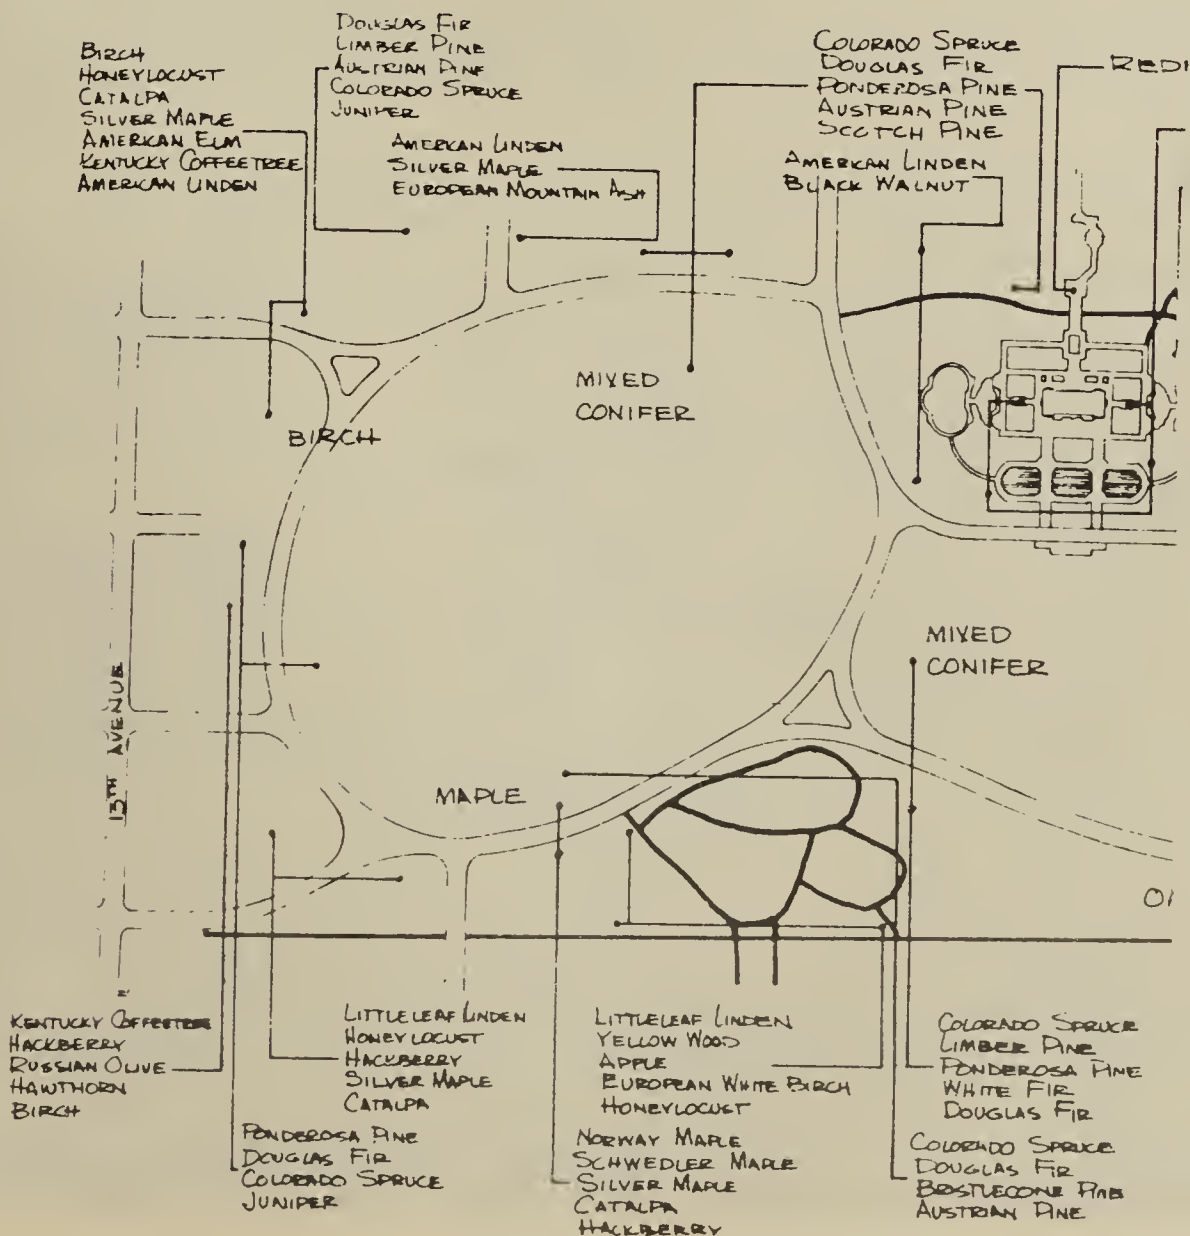 DOUGLAS FIR
LIMBER PINE
AUSTRIAN PINE
COLORADO SPRUCE
JUNIPER
BIRCH
HONEYLOCUST
CATALPA
SILVER MAPLE
AMERICAN ELM
KENTUCKY COFFEETREE
AMERICAN LINDEN
AMERICAN LINDEN
SILVER MAPLE
EUROPEAN MOUNTAIN ASH
COLORADO SPRUCE
DOUGLAS FIR
PONDEROSA PINE
AUSTRIAN PINE
SCOTCH PINE
AMERICAN LINDEN
BLACK WALNUT
MIXED
CONIFER
BIRCH
MIXED
CONIFER
13TH AVENUE
MAPLE
KENTUCKY COFFEETREE
HACKBERRY
RUSSIAN OLIVE
HAWTHORN
BIRCH
LITTLELEAF LINDEN
HONEYLOCUST
HACKBERRY
SILVER MAPLE
CATALPA
LITTLELEAF LINDEN
YELLOW WOOD
APPLE
EUROPEAN WHITE BIRCH
HONEYLOCUST
COLORADO SPRUCE
LIMBER PINE
PONDEROSA PINE
WHITE FIR
DOUGLAS FIR
PONDEROSA PINE
DOUGLAS FIR
COLORADO SPRUCE
JUNIPER
NORWAY MAPLE
SCHWEDLER MAPLE
SILVER MAPLE
CATALPA
HACKBERRY
COLORADO SPRUCE
DOUGLAS FIR
BRISTLECONE PINE
AUSTRIAN PINE